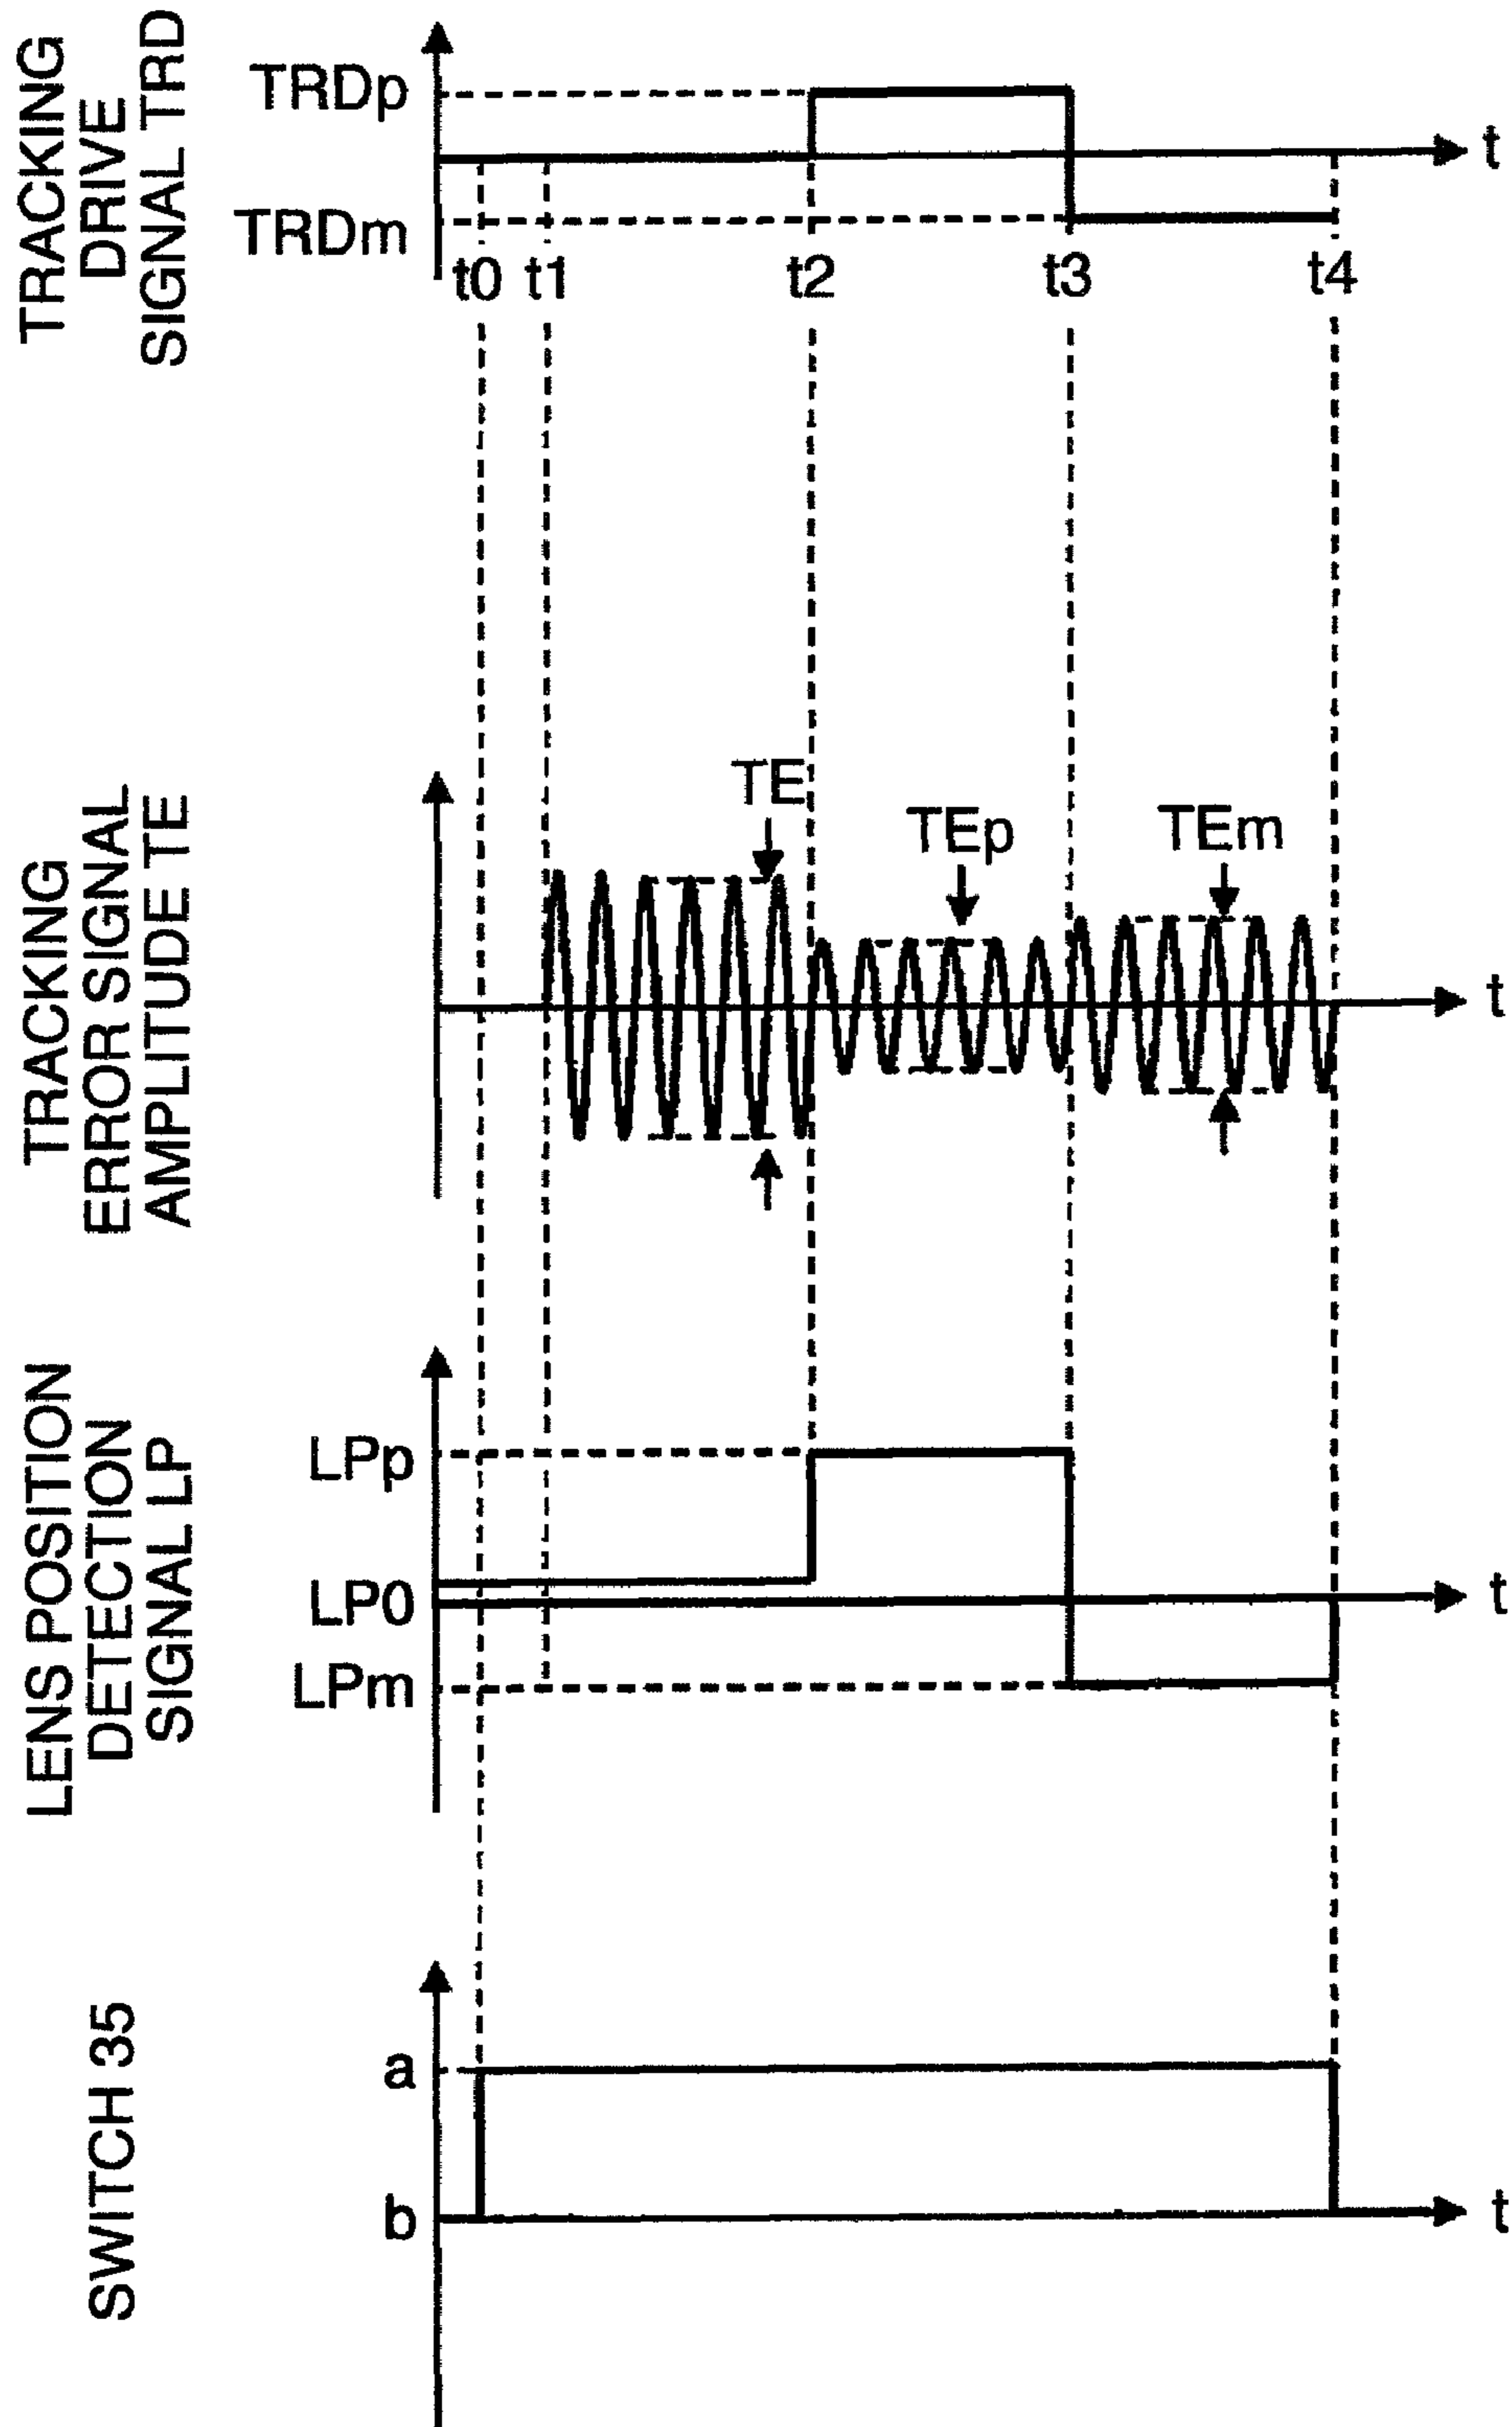 TRACKING
DRIVE
SIGNAL TRD
TRDp
t
TRDm
t0 t1 t2 t3 t4
TRACKING
ERROR SIGNAL
AMPLITUDE TE
TE
TEp
TEm
t
LENS POSITION
DETECTION
SIGNAL LP
LPp
LP0
t
LPm
SWITCH 35
a
b
t